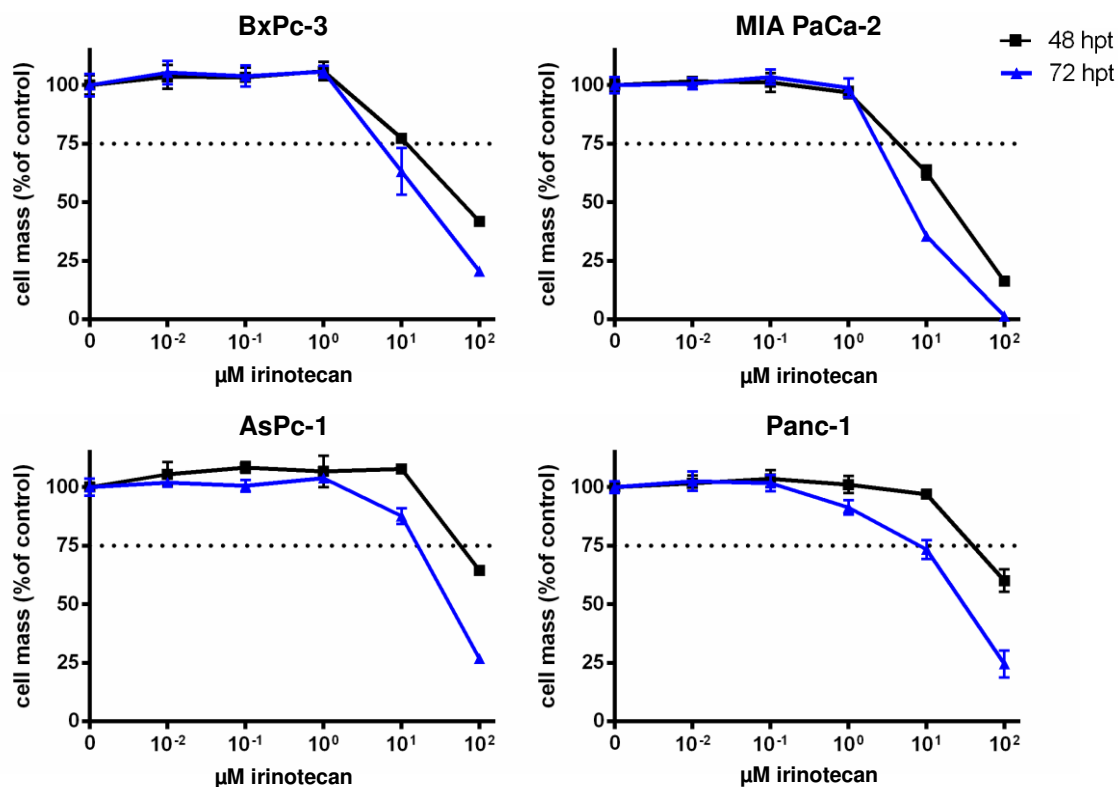 BxPc-3
cell mass (%of control)
100
75
50
25
0
0 10⁻² 10⁻¹ 10⁰ 10¹ 10²
µM irinotecan
MIA PaCa-2
cell mass (%of control)
100
75
50
25
0
0 10⁻² 10⁻¹ 10⁰ 10¹ 10²
µM irinotecan
48 hpt
72 hpt
AsPc-1
cell mass (%of control)
100
75
50
25
0
0 10⁻² 10⁻¹ 10⁰ 10¹ 10²
µM irinotecan
Panc-1
cell mass (%of control)
100
75
50
25
0
0 10⁻² 10⁻¹ 10⁰ 10¹ 10²
µM irinotecan